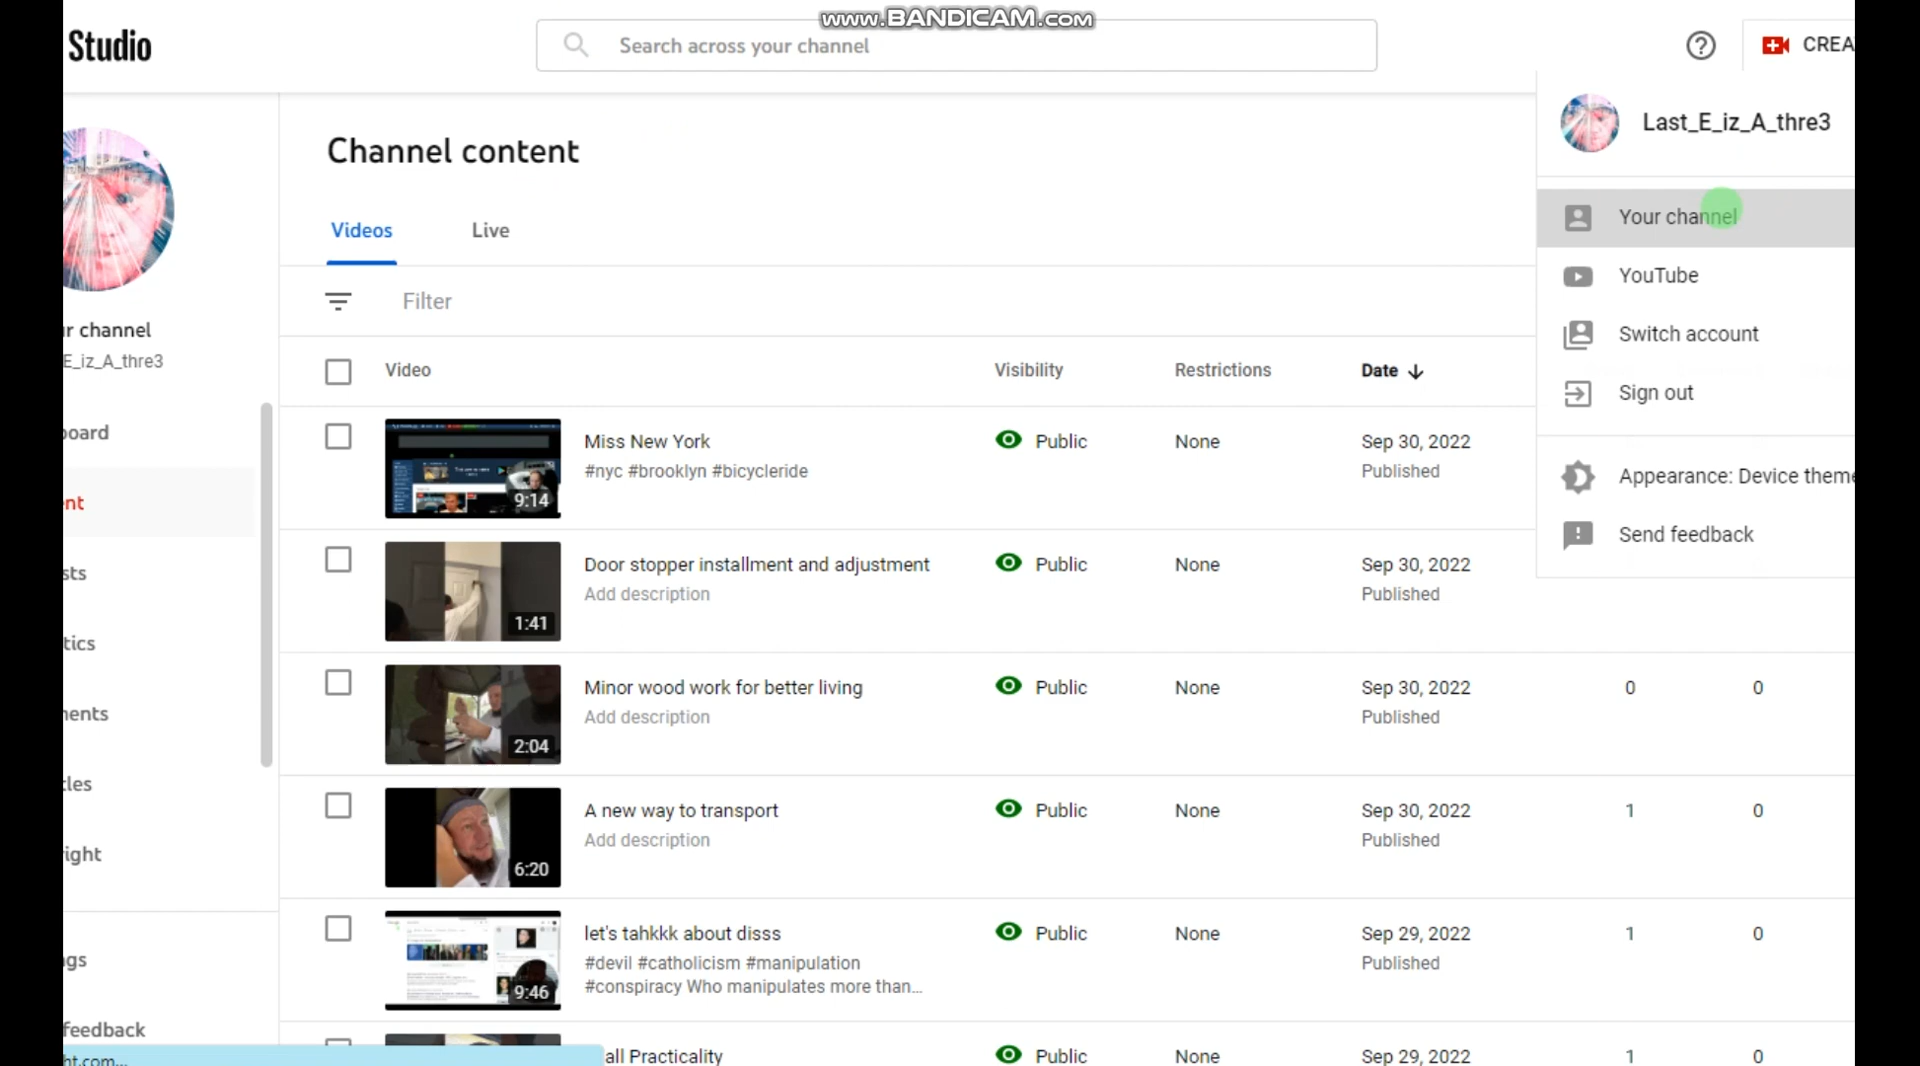 www.BANDICAM.com
Studio
Search across your channel
CREA
Last_E_iz_A_thre3
Channel content
Your channel
Videos
Live
YouTube
Filter
r channel
E_iz_A_thre3
Switch account
Video
Visibility
Restrictions
Date
Sign out
oard
Miss New York
#nyc #brooklyn #bicycleride
9:14
Public
None
Sep 30, 2022
Published
Appearance: Device theme
nt
Send feedback
Door stopper installment and adjustment
Add description
1:41
Public
None
Sep 30, 2022
Published
sts
tics
Minor wood work for better living
Add description
2:04
Public
None
Sep 30, 2022
Published
0
0
ents
tles
A new way to transport
Add description
6:20
Public
None
Sep 30, 2022
Published
1
0
ight
let's tahkkk about disss
#devil #catholicism #manipulation
#conspiracy Who manipulates more than...
9:46
Public
None
Sep 29, 2022
Published
1
0
gs
feedback
all Practicality
Public
None
Sep 29, 2022
1
0
ht.com...